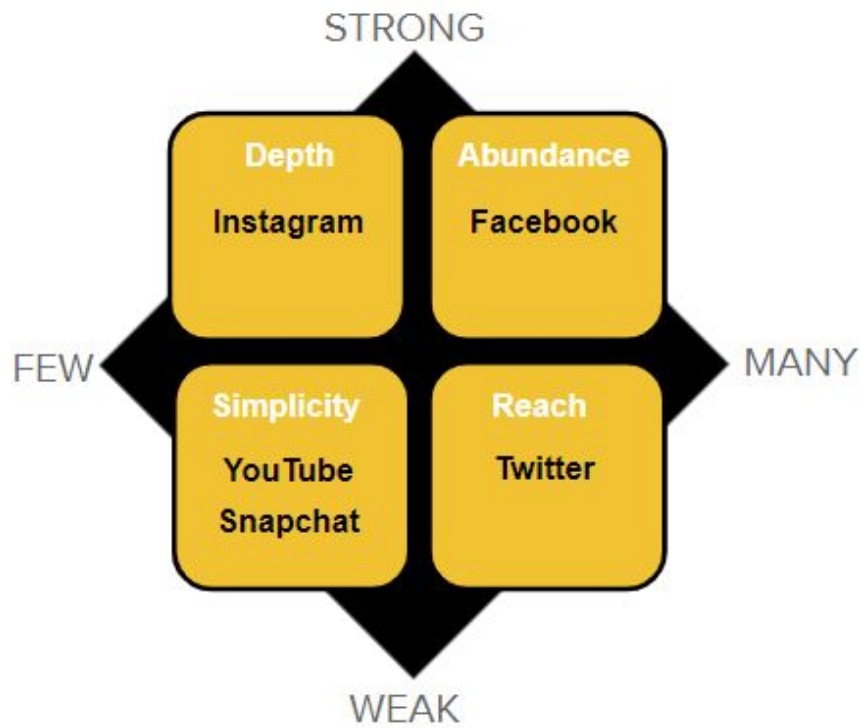 STRONG
Depth
Instagram
Abundance
Facebook
FEW
MANY
Simplicity
YouTube
Snapchat
Reach
Twitter
WEAK